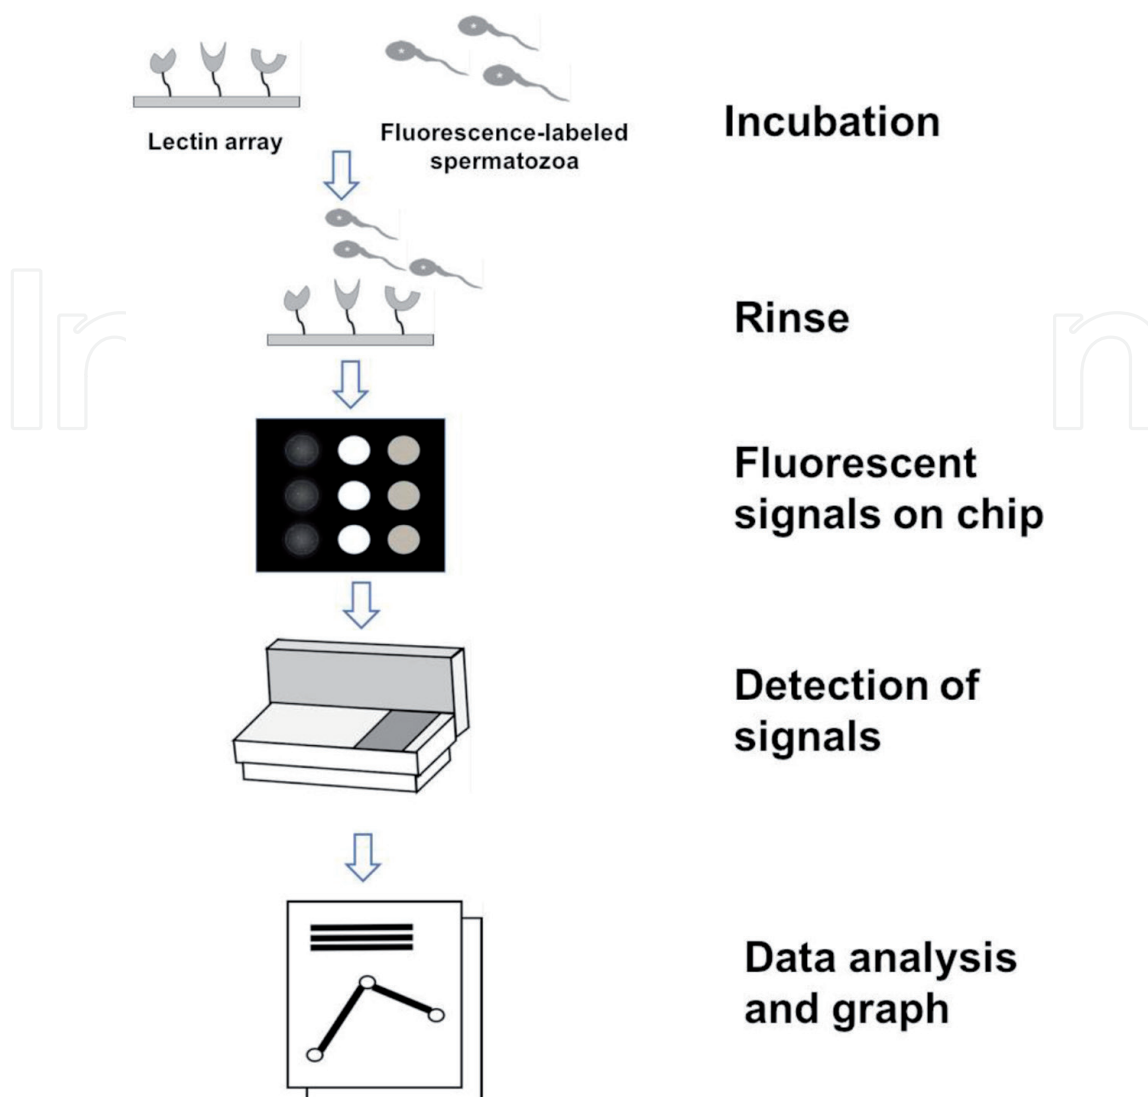 Lectin array
Fluorescence-labeled
spermatozoa
Incubation
Rinse
Fluorescent
signals on chip
Detection of
signals
Data analysis
and graph